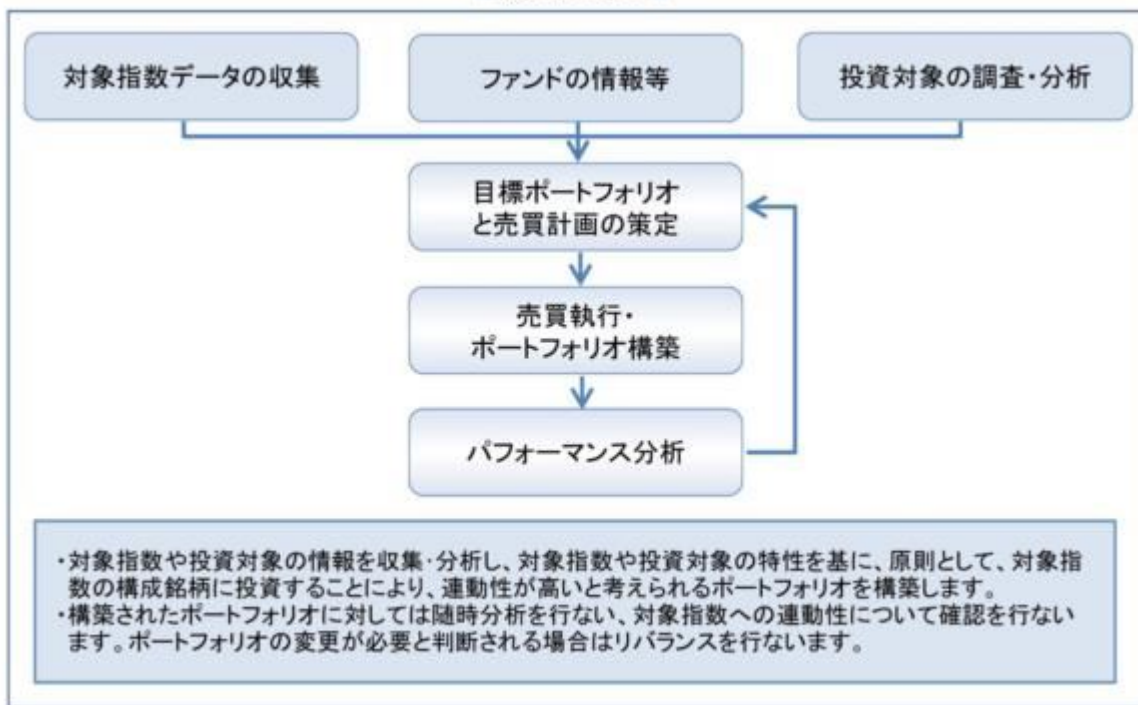 対象指数データの収集
ファンドの情報等
投資対象の調査・分析
目標ポートフォリオ
と売買計画の策定
売買執行・
ポートフォリオ構築
パフォーマンス分析
・対象指数や投資対象の情報を収集・分析し、対象指数や投資対象の特性を基に、原則として、対象指
数の構成銘柄に投資することにより、連動性が高いと考えられるポートフォリオを構築します。
・構築されたポートフォリオに対しては随時分析を行ない、対象指数への連動性について確認を行ない
ます。ポートフォリオの変更が必要と判断される場合はリバランスを行ないます。